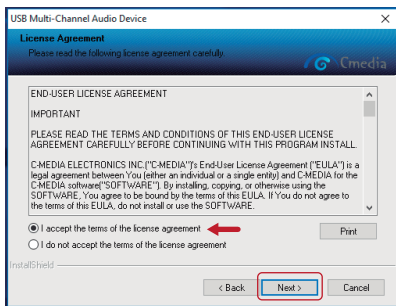 USB Multi-Channel Audio Device
License Agreement
Please read the following license agreement carefully.
Cmedia
END-USER LICENSE AGREEMENT
IMPORTANT
PLEASE READ THE TERMS AND CONDITIONS OF THIS END-USER LICENSE
AGREEMENT CAREFULLY BEFORE CONTINUING WITH THIS PROGRAM INSTALL.
C-MEDIA ELECTRONICS INC.("C-MEDIA")'s End-User License Agreement ("EULA") is a
legal agreement between You (either an individual or a single entity) and C-MEDIA for the
C-MEDIA software("SOFTWARE"). By installing, copying, or otherwise using the
SOFTWARE, You agree to be bound by the terms of this EULA. If You do not agree to
the terms of this EULA, do not install or use the SOFTWARE.
I accept the terms of the license agreement
Print
I do not accept the terms of the license agreement
InstallShield
< Back
Next >
Cancel